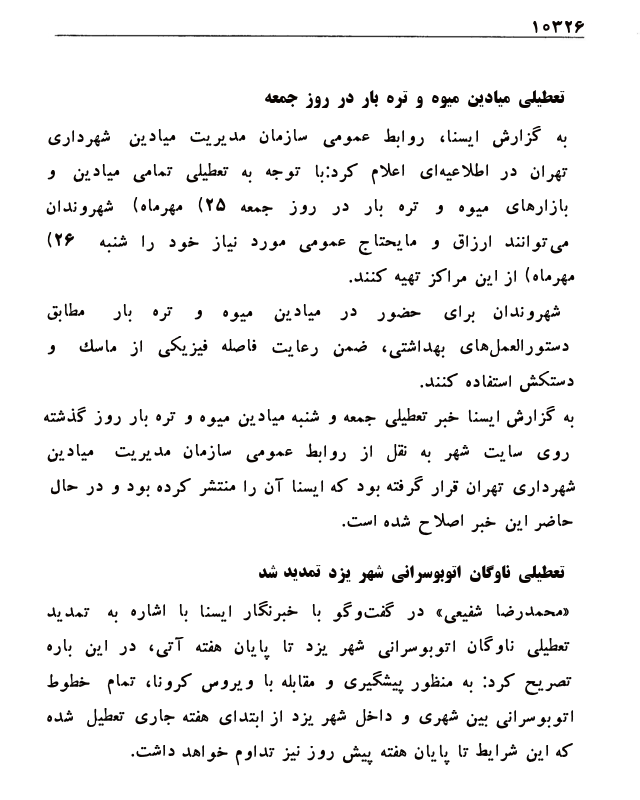 ۱۰۳۲۶
تعطیلی میادین میوه و تره بار در روز جمعه
به گزارش ایسنا، روابط عمومی سازمان مدیریت میادین شهرداری
تهران در اطلاعیه‌ای اعلام کرد:با توجه به تعطیلی تمامی میادین و
بازارهای میوه و تره بار در روز جمعه ۲۵) مهرماه) شهروندان
می‌توانند ارزاق و مایحتاج عمومی مورد نیاز خود را شنبه ۲۶)
مهرماه) از این مراکز تهیه کنند.
شهروندان برای حضور در میادین میوه و تره بار مطابق
دستورالعمل‌های بهداشتی، ضمن رعایت فاصله فیزیکی از ماسك و
دستکش استفاده کنند.
به گزارش ایسنا خبر تعطیلی جمعه و شنبه میادین میوه و تره بار روز گذشته
روی سایت شهر به نقل از روابط عمومی سازمان مدیریت میادین
شهرداری تهران قرار گرفته بود که ایسنا آن را منتشر کرده بود و در حال
حاضر این خبر اصلاح شده است.
تعطیلی ناوگان اتوبوسرانی شهر یزد تمدید شد
«محمدرضا شفیعی» در گفت‌وگو با خبرنگار ایسنا با اشاره به تمدید
تعطیلی ناوگان اتوبوسرانی شهر یزد تا پایان هفته آتی، در این باره
تصریح کرد: به منظور پیشگیری و مقابله با ویروس کرونا، تمام خطوط
اتوبوسرانی بین شهری و داخل شهر یزد از ابتدای هفته جاری تعطیل شده
که این شرایط تا پایان هفته پیش روز نیز تداوم خواهد داشت.